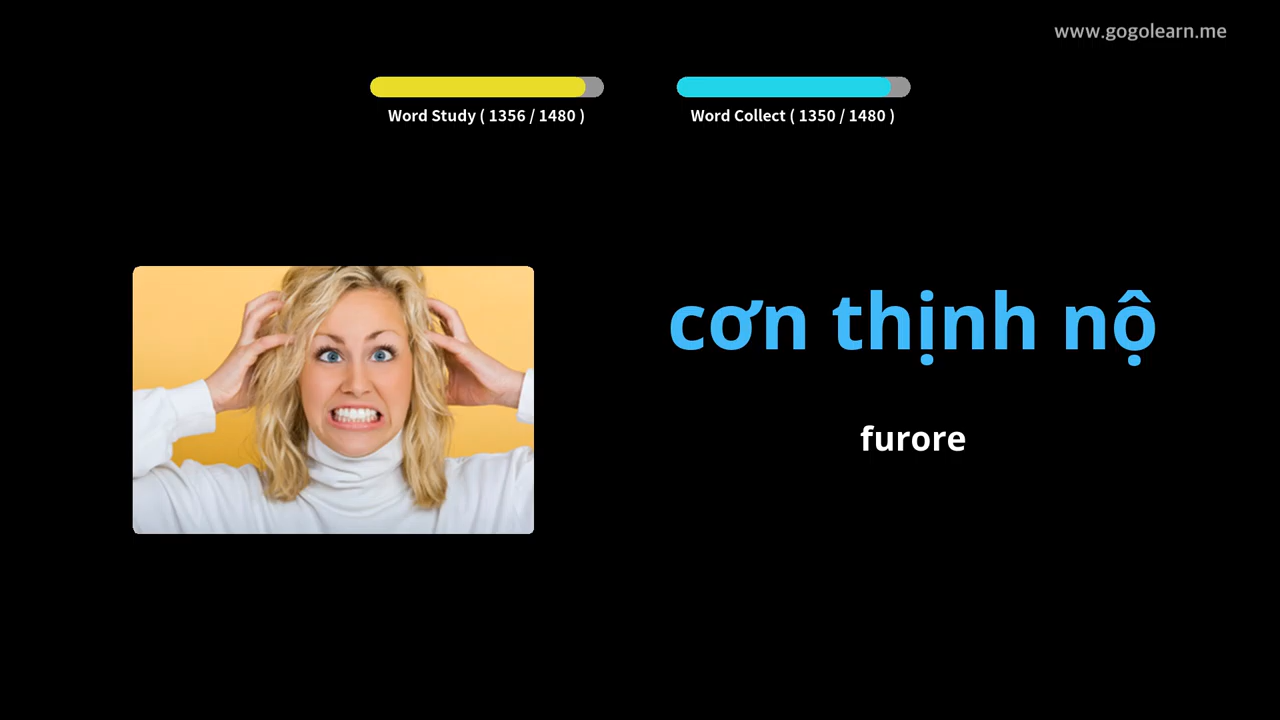 www.gogolearn.me
Word Study ( 1356 / 1480 )
Word Collect ( 1350 / 1480 )
cơn thịnh nộ
furore